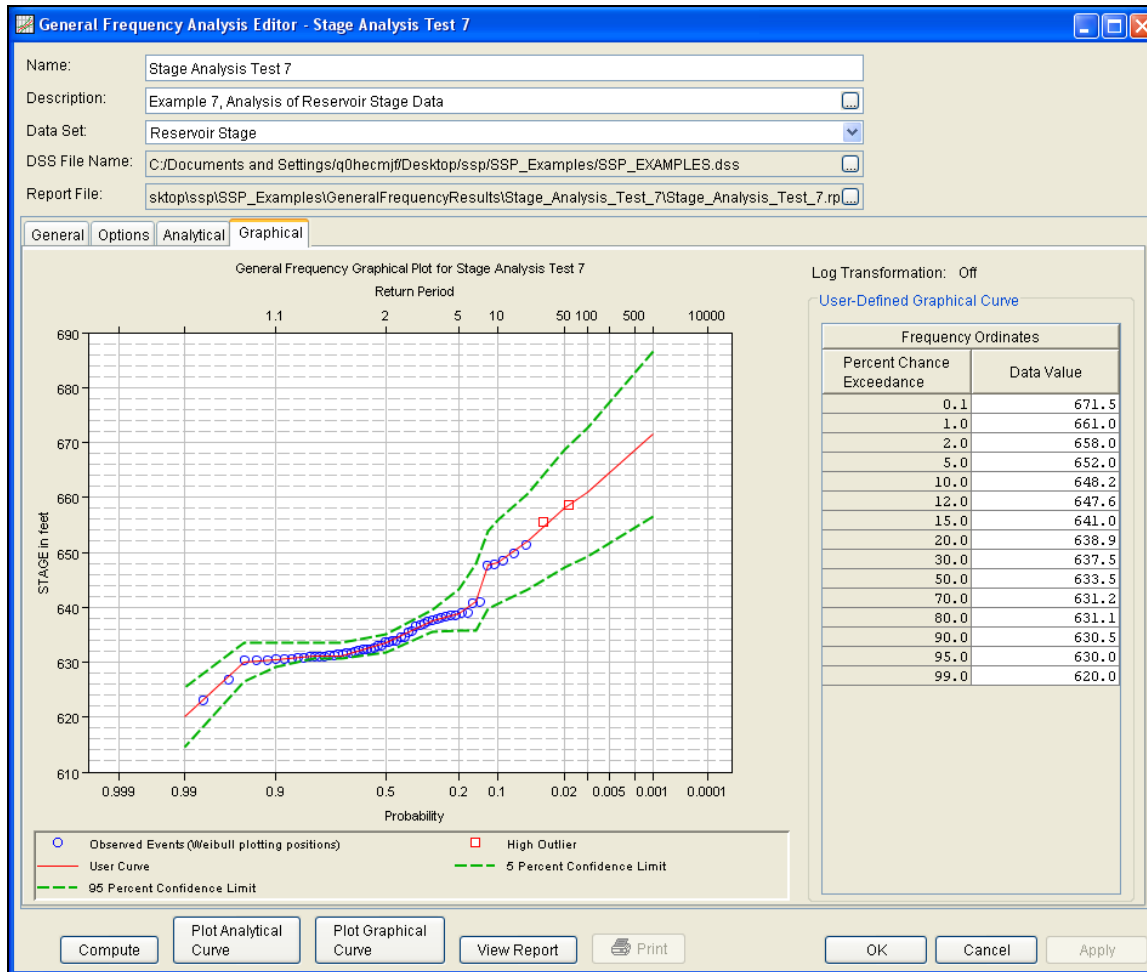 General Frequency Analysis Editor - Stage Analysis Test 7
Name: Stage Analysis Test 7
Description: Example 7, Analysis of Reservoir Stage Data ...
Data Set: Reservoir Stage
DSS File Name: C:/Documents and Settings/q0hecmjf/Desktop/ssp/SSP_Examples/SSP_EXAMPLES.dss ...
Report File: sktop\ssp\SSP_Examples\GeneralFrequencyResults\Stage_Analysis_Test_7\Stage_Analysis_Test_7.rp ...
General Options Analytical Graphical
General Frequency Graphical Plot for Stage Analysis Test 7
Return Period
1.1 2 5 10 50 100 500 10000
690
680
670
660
650
640
630
620
610
STAGE in feet
0.999 0.99 0.9 0.5 0.2 0.1 0.02 0.005 0.001 0.0001
Probability
Observed Events (Weibull plotting positions) High Outlier
User Curve 5 Percent Confidence Limit
95 Percent Confidence Limit
Log Transformation: Off
User-Defined Graphical Curve
Frequency Ordinates
Percent Chance Exceedance Data Value
0.1 671.5
1.0 661.0
2.0 658.0
5.0 652.0
10.0 648.2
12.0 647.6
15.0 641.0
20.0 638.9
30.0 637.5
50.0 633.5
70.0 631.2
80.0 631.1
90.0 630.5
95.0 630.0
99.0 620.0
Compute Plot Analytical Curve Plot Graphical Curve View Report Print OK Cancel Apply